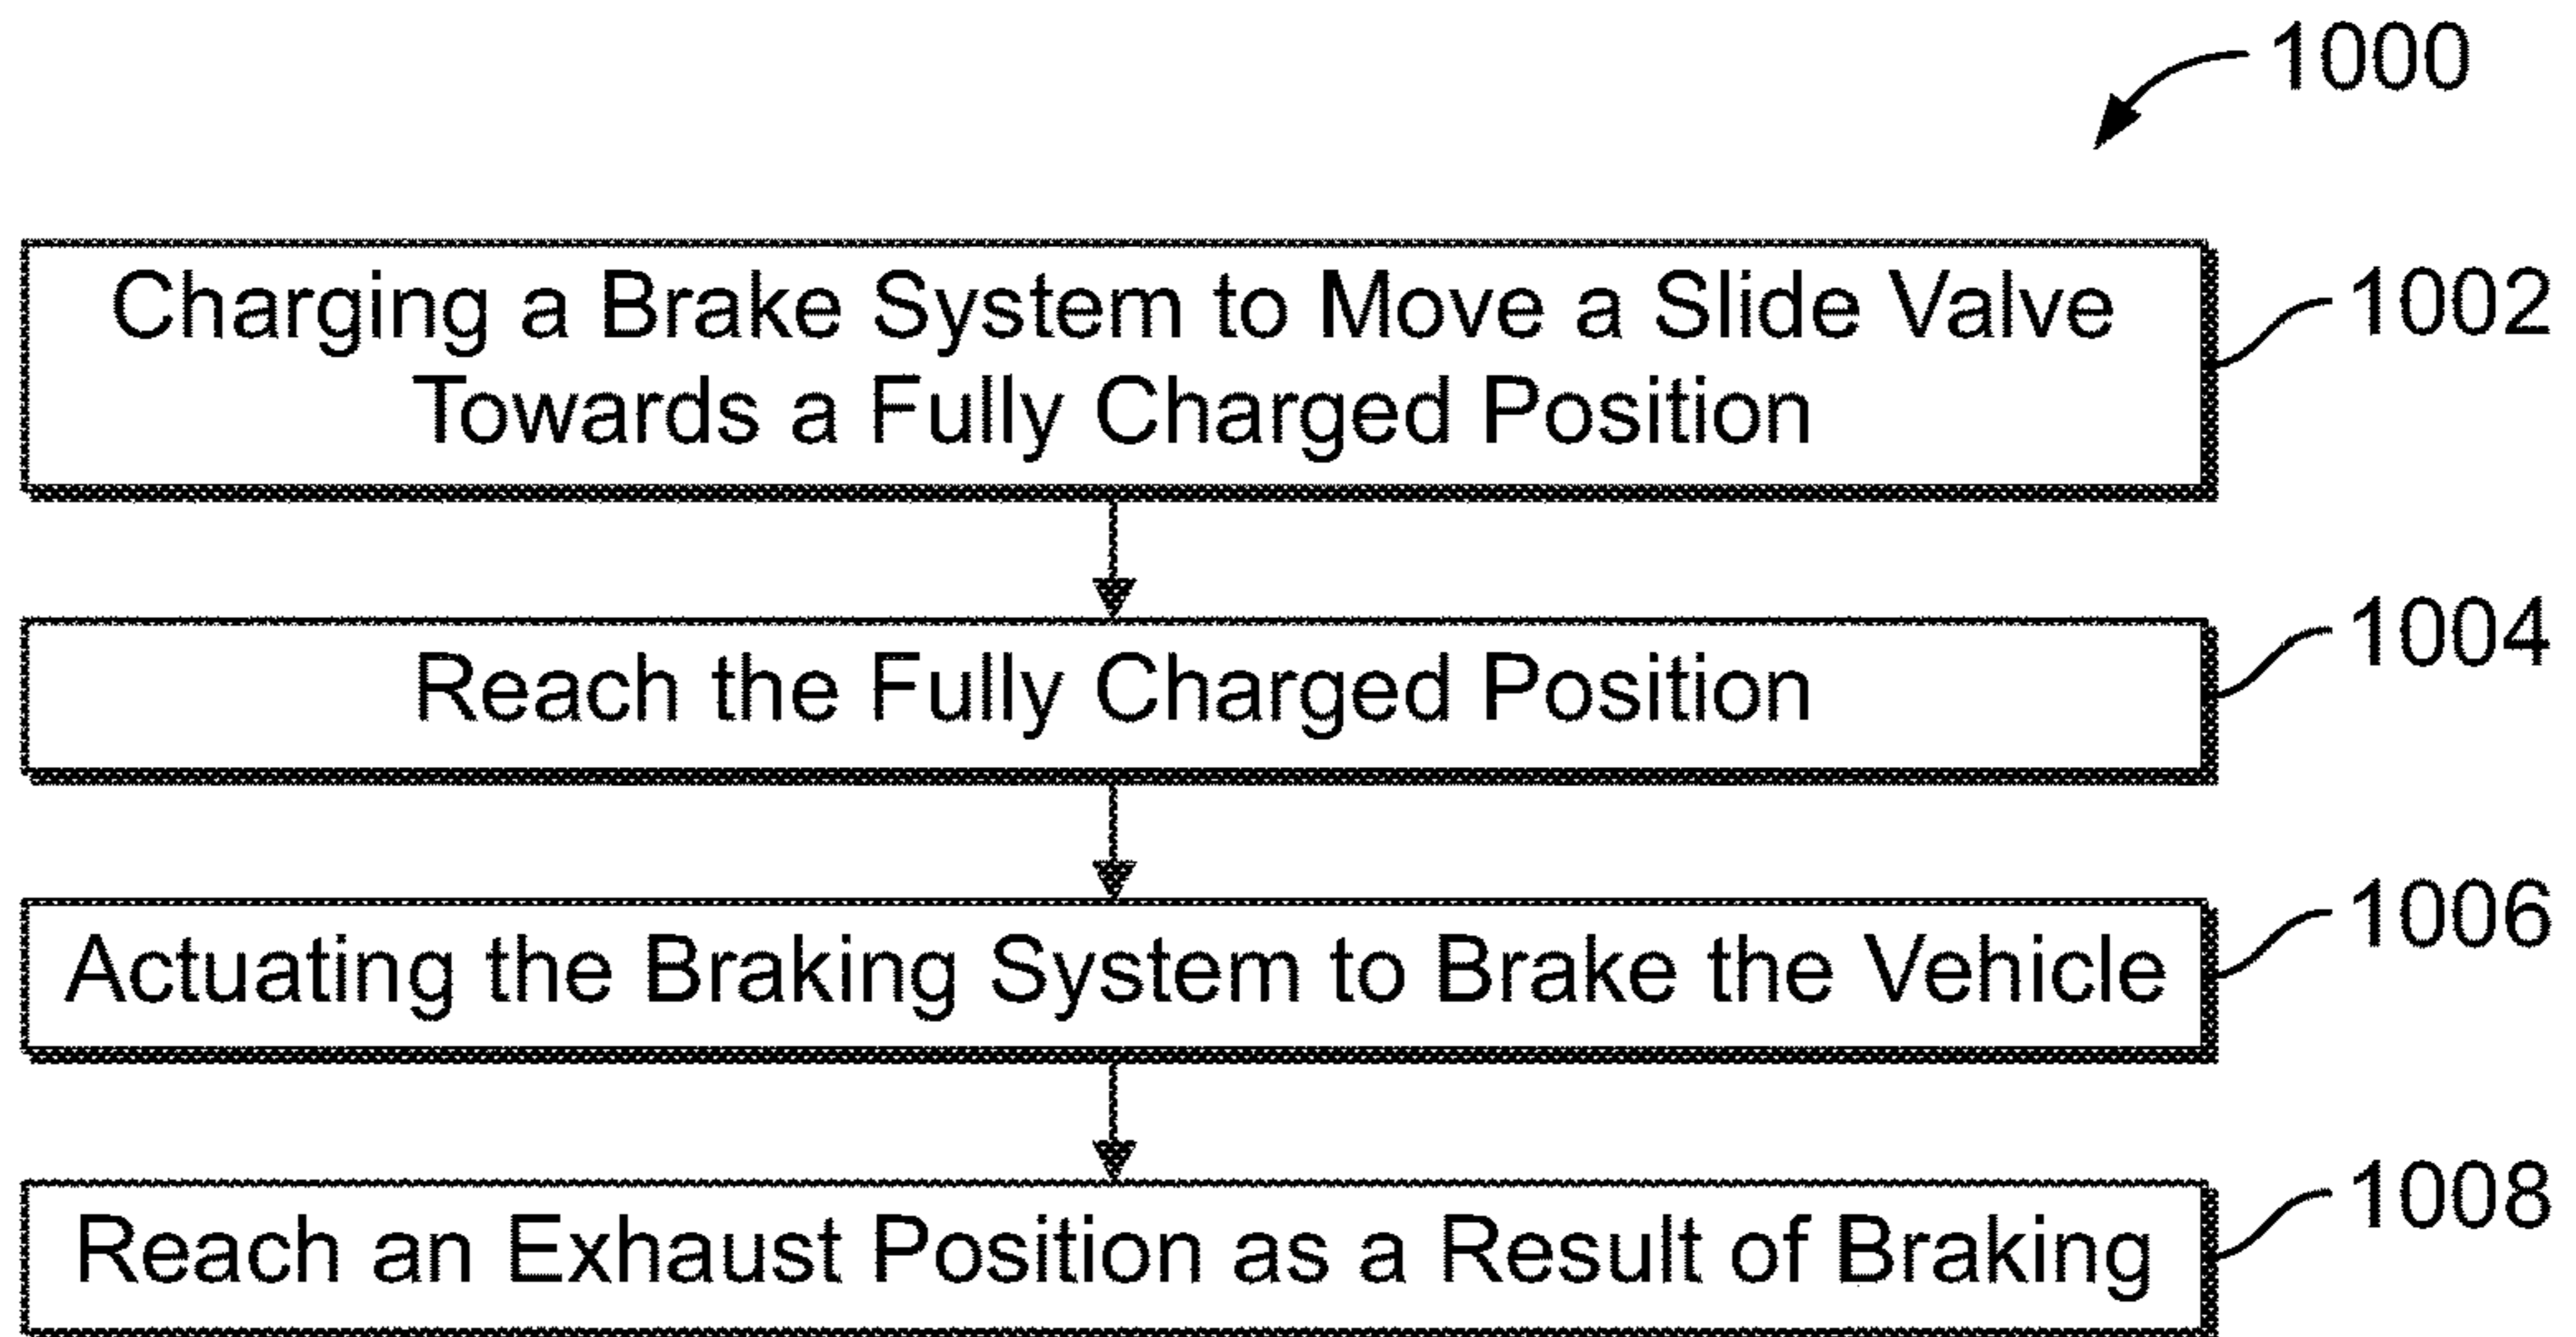 1000
Charging a Brake System to Move a Slide Valve
Towards a Fully Charged Position
1002
Reach the Fully Charged Position
1004
Actuating the Braking System to Brake the Vehicle
1006
Reach an Exhaust Position as a Result of Braking
1008